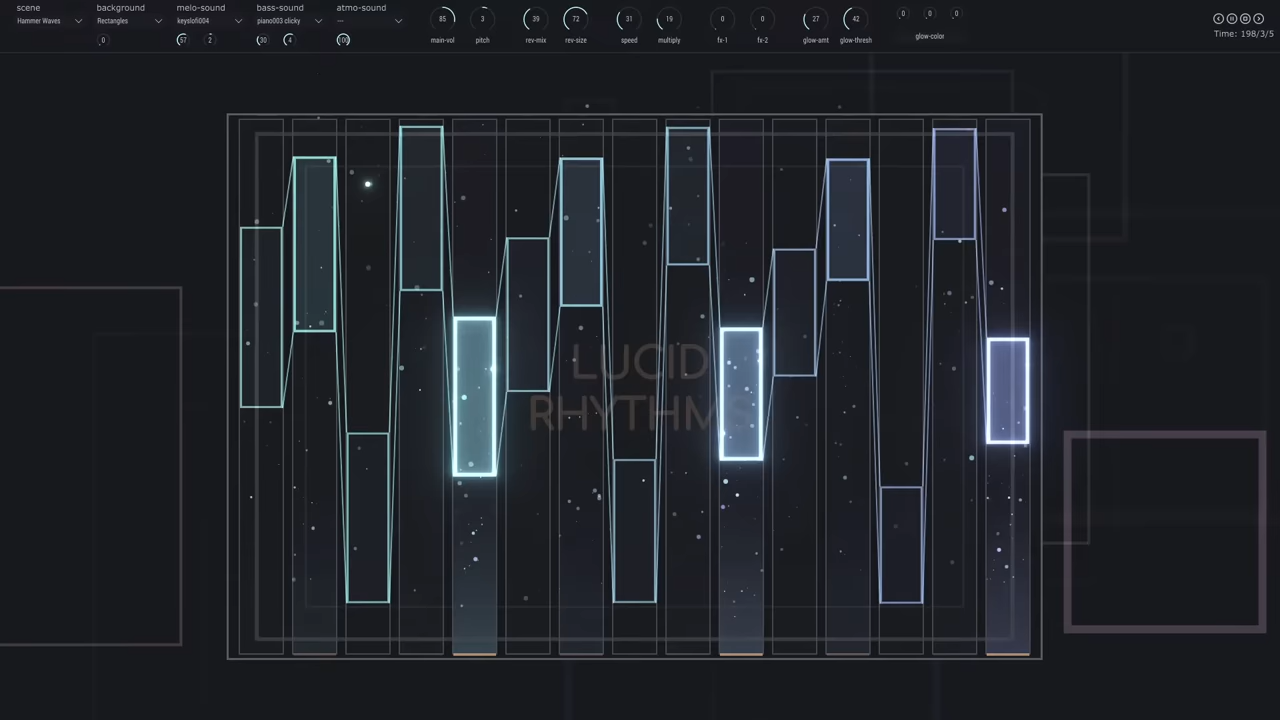 scene
Hammer Waves
background
Rectangles
0
melo-sound
keyslofi004
57
2
bass-sound
piano003 clicky
30
4
atmo-sound
---
100
85
main-vol
3
pitch
39
rev-mix
72
rev-size
31
speed
19
multiply
0
fx-1
0
fx-2
27
glow-amt
42
glow-thresh
0
0
0
glow-color
Time: 198/3/5
LUCID
RHYTHMS